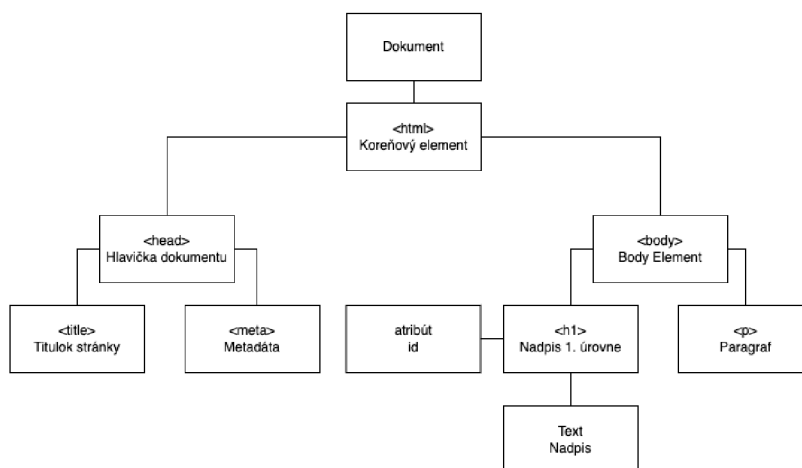 Dokument
<html>
Koreňový element
<head>
Hlavička dokumentu
<body>
Body Element
<title>
Titulok stránky
<meta>
Metadáta
atribút
id
<h1>
Nadpis 1. úrovne
<p>
Paragraf
Text
Nadpis